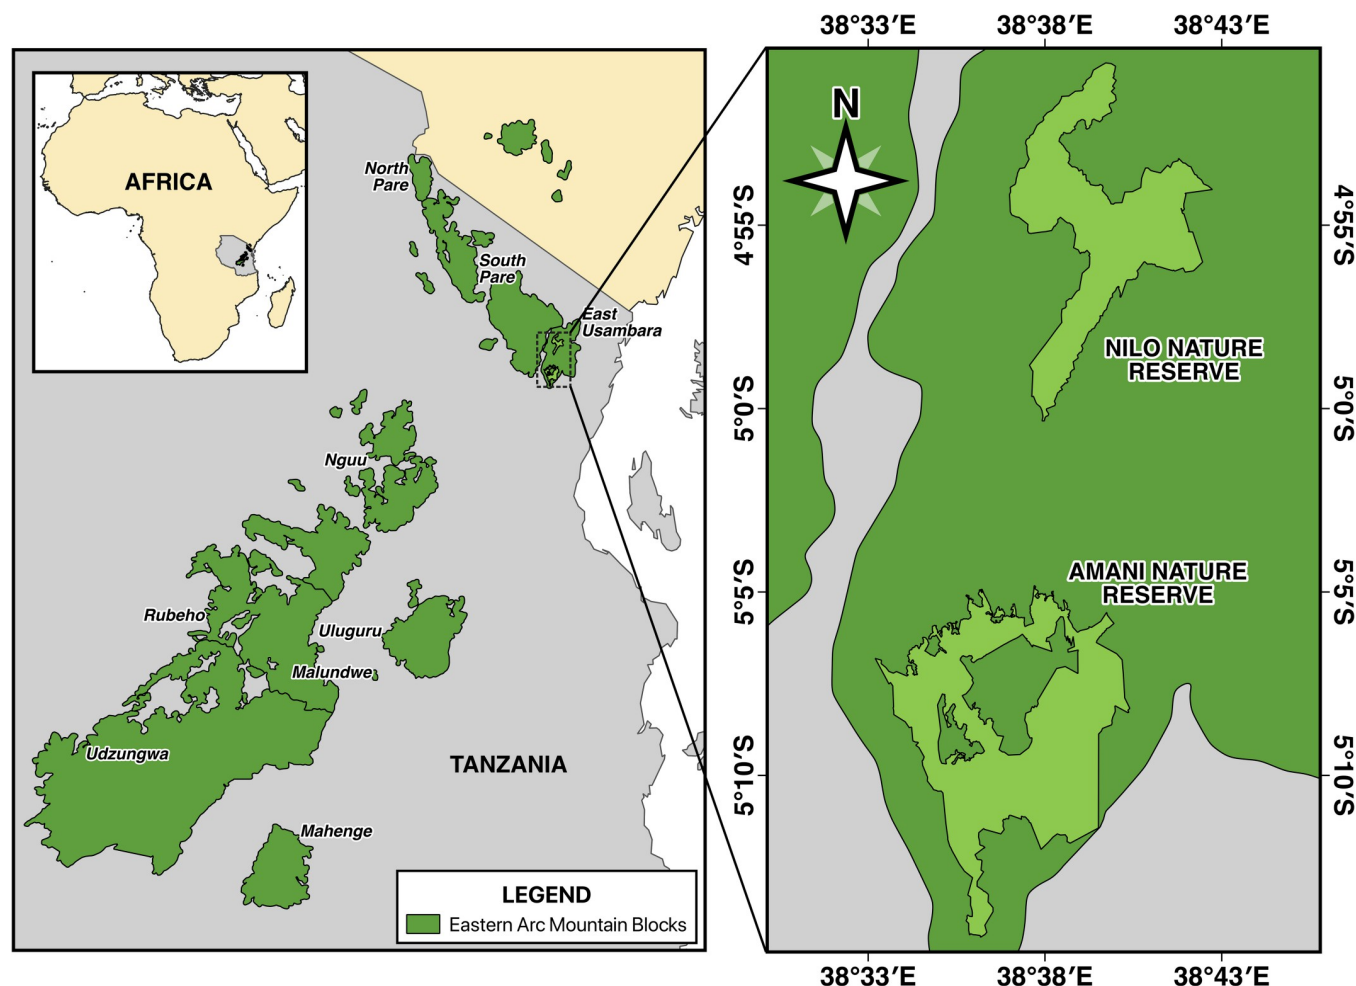 AFRICA
North
Pare
South
Pare
East
Usambara
Nguu
Rubeho
Uluguru
Malundwe
Udzungwa
TANZANIA
Mahenge
LEGEND
Eastern Arc Mountain Blocks
38°33′E
38°38′E
38°43′E
N
4°55′S
4°55′S
NILO NATURE
RESERVE
5°0′S
5°0′S
AMANI NATURE
RESERVE
5°5′S
5°5′S
5°10′S
5°10′S
38°33′E
38°38′E
38°43′E